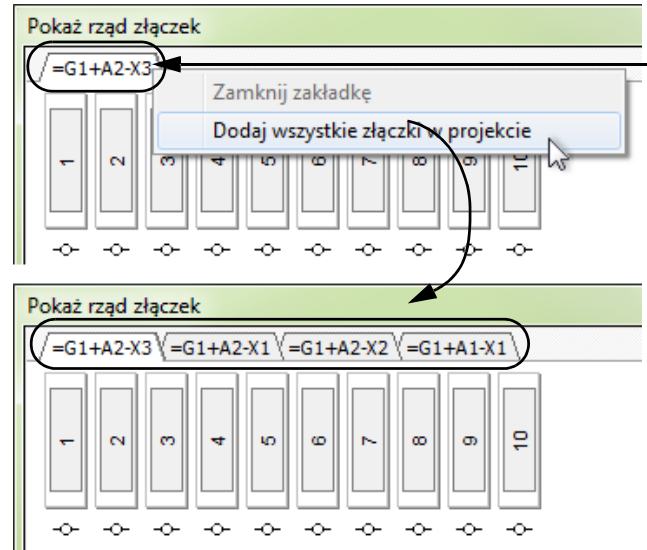 Pokaż rząd złączek
=G1+A2-X3
Zamknij zakładkę
Dodaj wszystkie złączki w projekcie
1 2 3 4 5 6 7 8 9 10
Pokaż rząd złączek
=G1+A2-X3 =G1+A2-X1 =G1+A2-X2 =G1+A1-X1
1 2 3 4 5 6 7 8 9 10